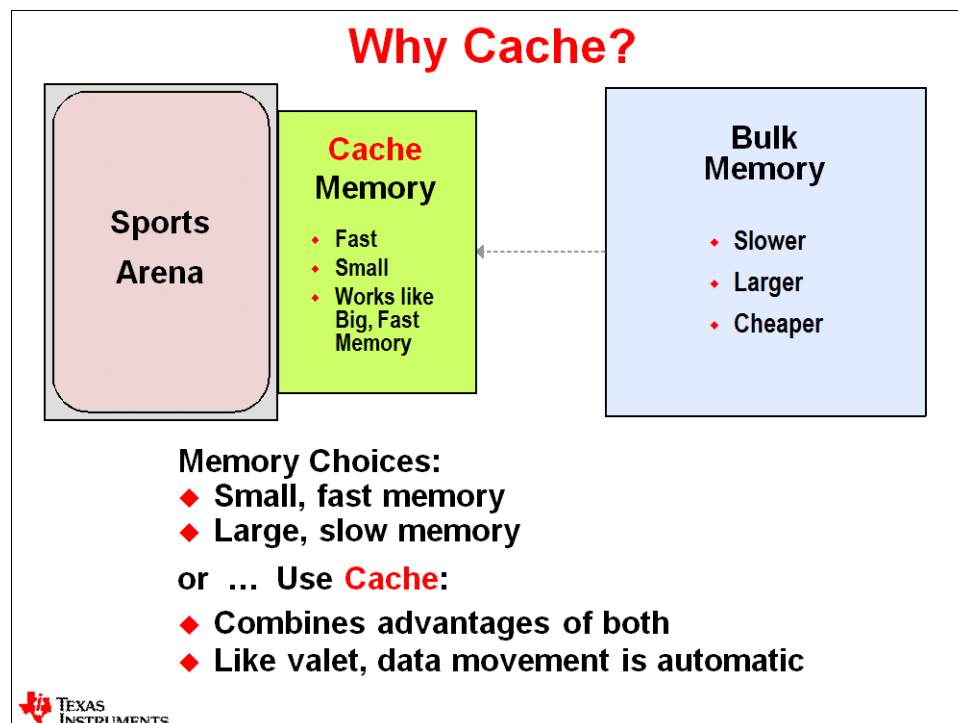 Why Cache?
Sports
Arena
Cache
Memory
◆ Fast
◆ Small
◆ Works like
Big, Fast
Memory
Bulk
Memory
◆ Slower
◆ Larger
◆ Cheaper
Memory Choices:
◆ Small, fast memory
◆ Large, slow memory
or ... Use Cache:
◆ Combines advantages of both
◆ Like valet, data movement is automatic
TEXAS
INSTRUMENTS